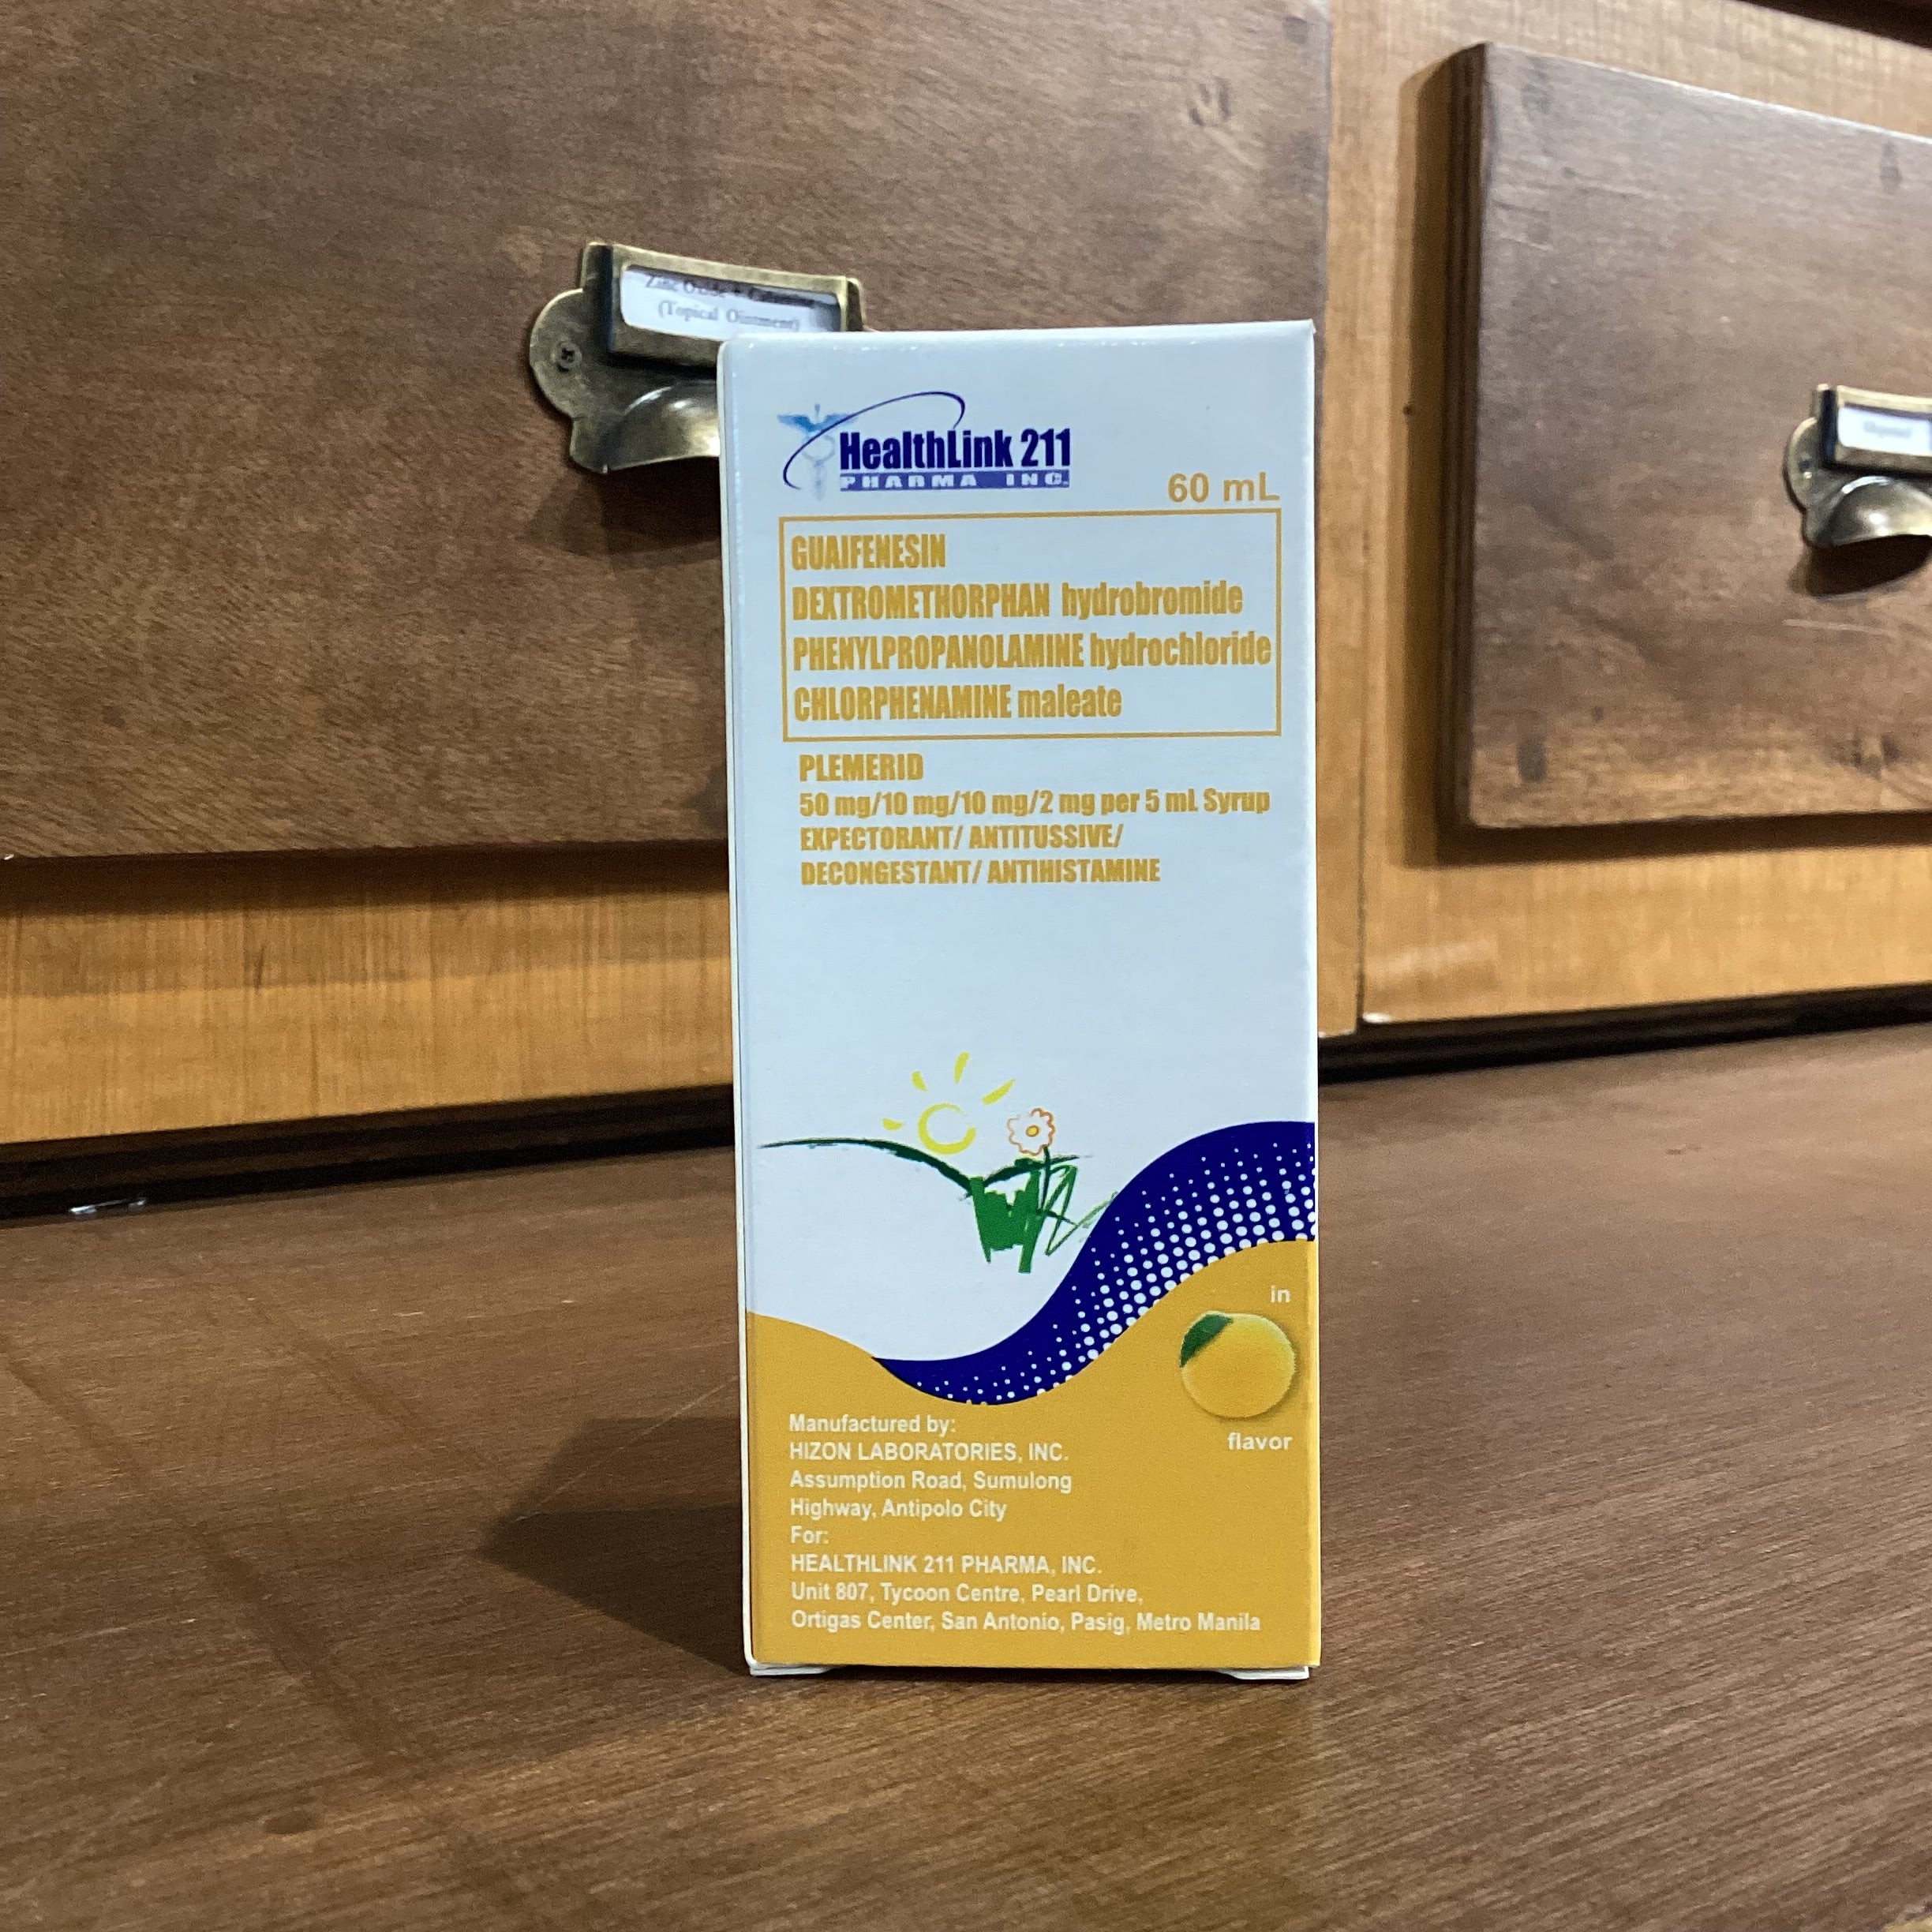 Zinc Oxide + Calamine
(Topical Ointment)
HealthLink 211
PHARMA INC.
60 mL
GUAIFENESIN
DEXTROMETHORPHAN hydrobromide
PHENYLPROPANOLAMINE hydrochloride
CHLORPHENAMINE maleate
PLEMERID
50 mg/10 mg/10 mg/2 mg per 5 mL Syrup
EXPECTORANT/ ANTITUSSIVE/
DECONGESTANT/ ANTIHISTAMINE
in
flavor
Manufactured by:
HIZON LABORATORIES, INC.
Assumption Road, Sumulong
Highway, Antipolo City
For:
HEALTHLINK 211 PHARMA, INC.
Unit 807, Tycoon Centre, Pearl Drive,
Ortigas Center, San Antonio, Pasig, Metro Manila